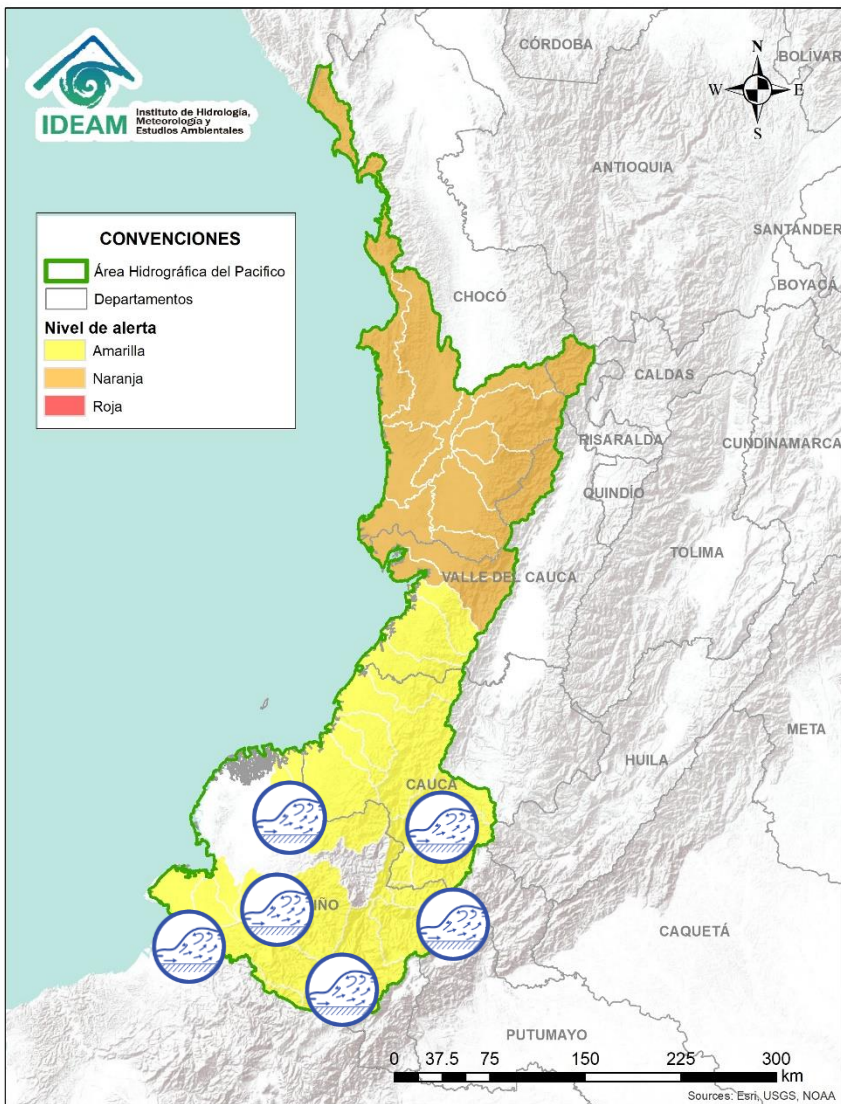 IDEAM
Instituto de Hidrología,
Meteorología y
Estudios Ambientales
CÓRDOBA
BOLÍVAR
N
W
E
S
ANTIOQUIA
SANTANDER
BOYACÁ
CONVENCIONES
Área Hidrográfica del Pacifico
Departamentos
Nivel de alerta
Amarilla
Naranja
Roja
CHOCÓ
CALDAS
RISARALDA
CUNDINAMARCA
QUINDÍO
TOLIMA
VALLE DEL CAUCA
META
HUILA
CAUCA
IÑO
CAQUETÁ
PUTUMAYO
0 37.5 75 150 225 300
km
Sources: Esri, USGS, NOAA